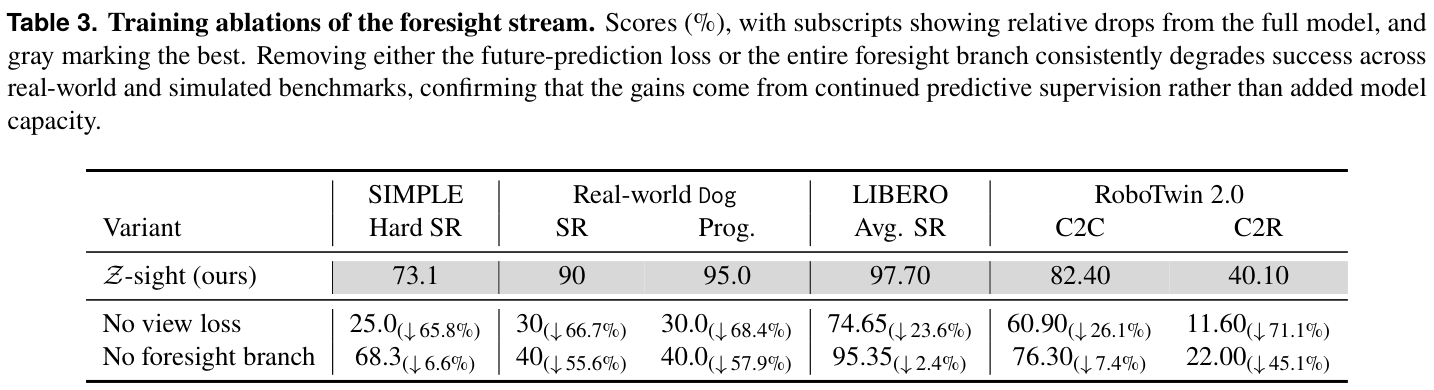 Table 3. Training ablations of the foresight stream. Scores (%), with subscripts showing relative drops from the full model, and
gray marking the best. Removing either the future-prediction loss or the entire foresight branch consistently degrades success across
real-world and simulated benchmarks, confirming that the gains come from continued predictive supervision rather than added model
capacity.
SIMPLE Real-world Dog LIBERO RoboTwin 2.0
Variant Hard SR SR Prog. Avg. SR C2C C2R
𝒵-sight (ours) 73.1 90 95.0 97.70 82.40 40.10
No view loss 25.0(↓65.8%) 30(↓66.7%) 30.0(↓68.4%) 74.65(↓23.6%) 60.90(↓26.1%) 11.60(↓71.1%)
No foresight branch 68.3(↓6.6%) 40(↓55.6%) 40.0(↓57.9%) 95.35(↓2.4%) 76.30(↓7.4%) 22.00(↓45.1%)